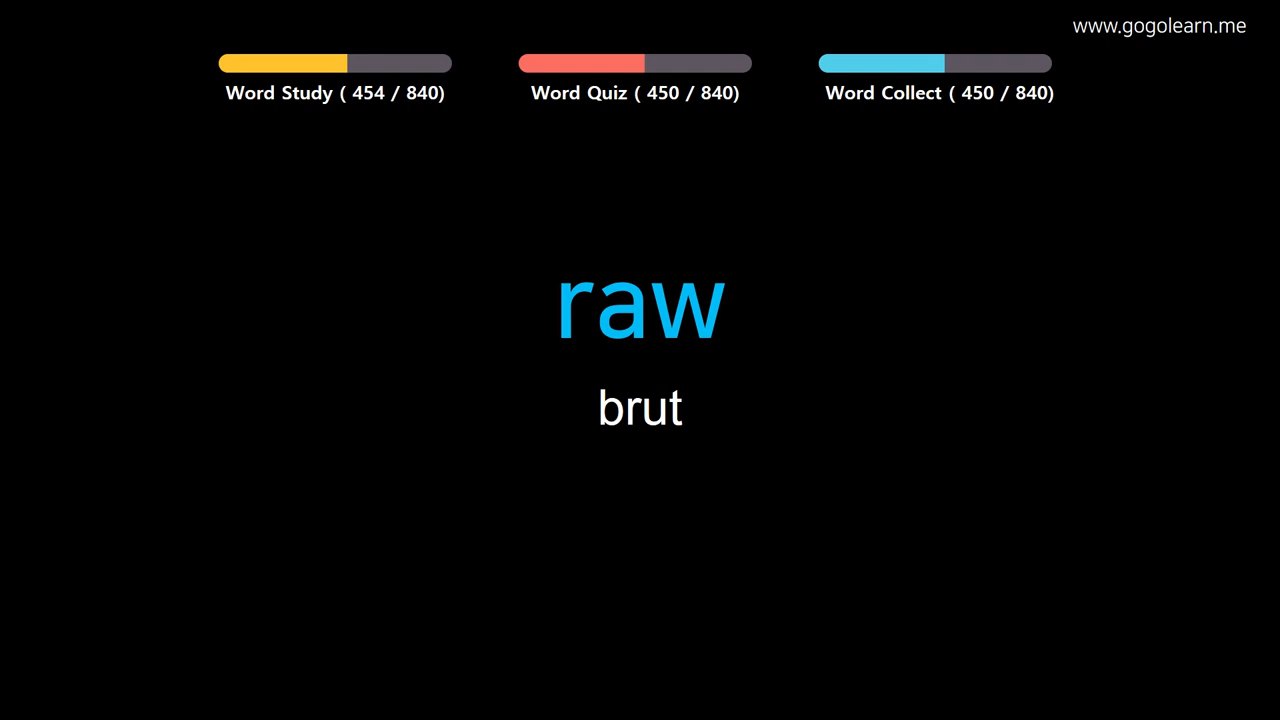 www.gogolearn.me
Word Study ( 454 / 840)
Word Quiz ( 450 / 840)
Word Collect ( 450 / 840)
raw
brut